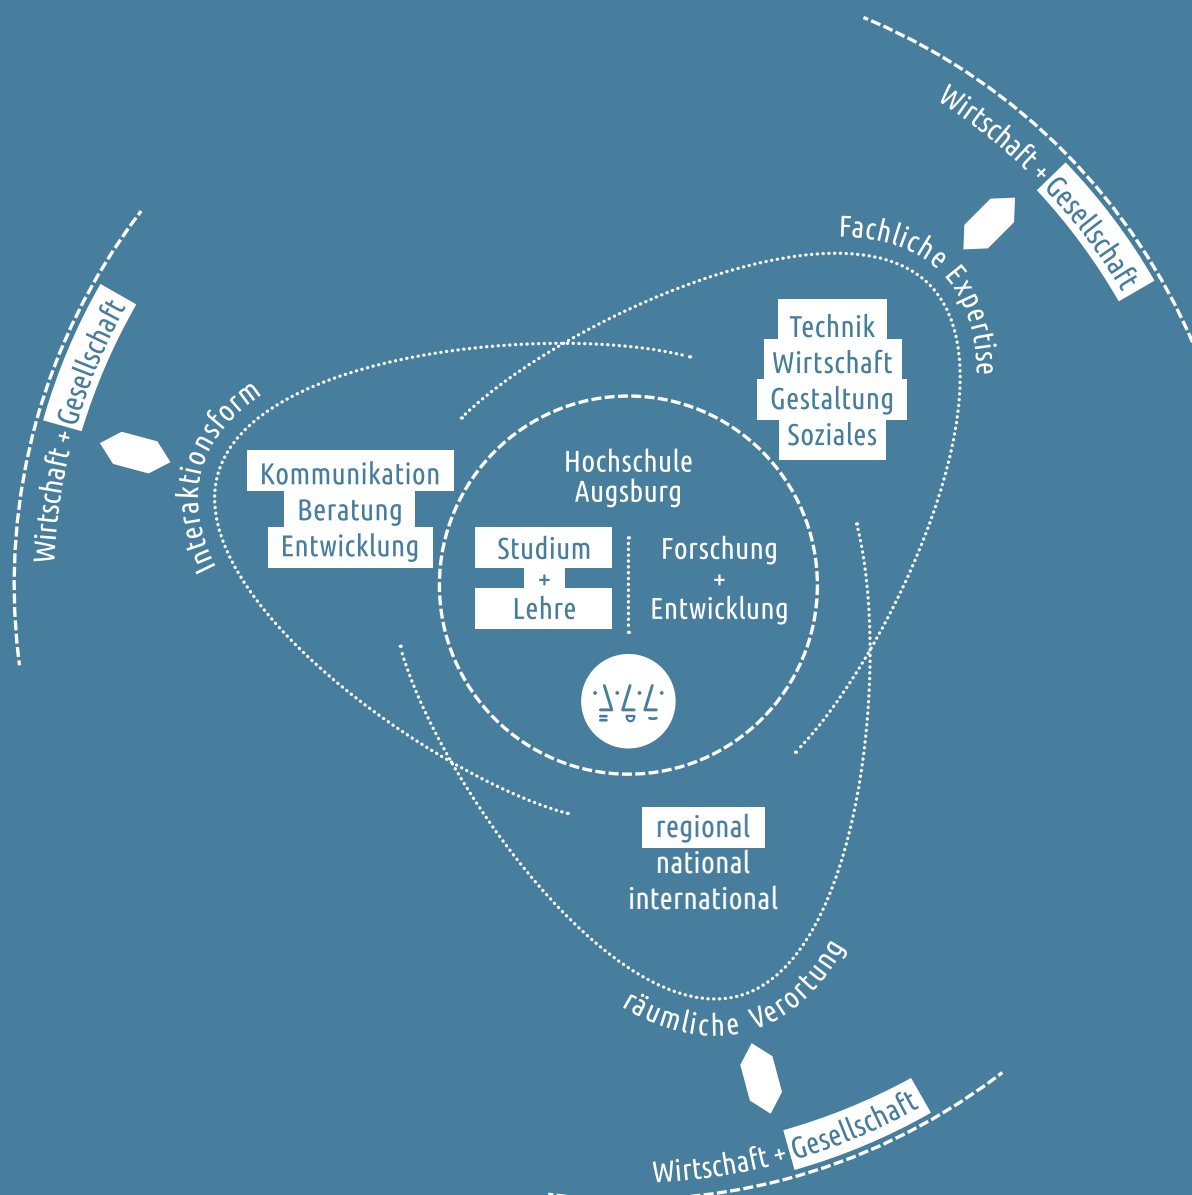 Wirtschaft + Gesellschaft
Fachliche Expertise
Technik
Wirtschaft
Gestaltung
Soziales
Wirtschaft + Gesellschaft
Interaktionsform
Kommunikation
Beratung
Entwicklung
Hochschule
Augsburg
Studium
+
Lehre
Forschung
+
Entwicklung
regional
national
international
räumliche Verortung
Wirtschaft + Gesellschaft